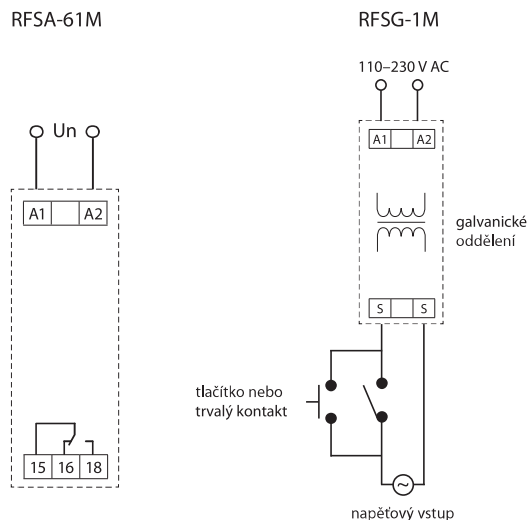 RFSA-61M
Un
A1 A2
15 16 18
RFSG-1M
110–230 V AC
A1 A2
galvanické
oddělení
S S
tlačítko nebo
trvalý kontakt
napěťový vstup